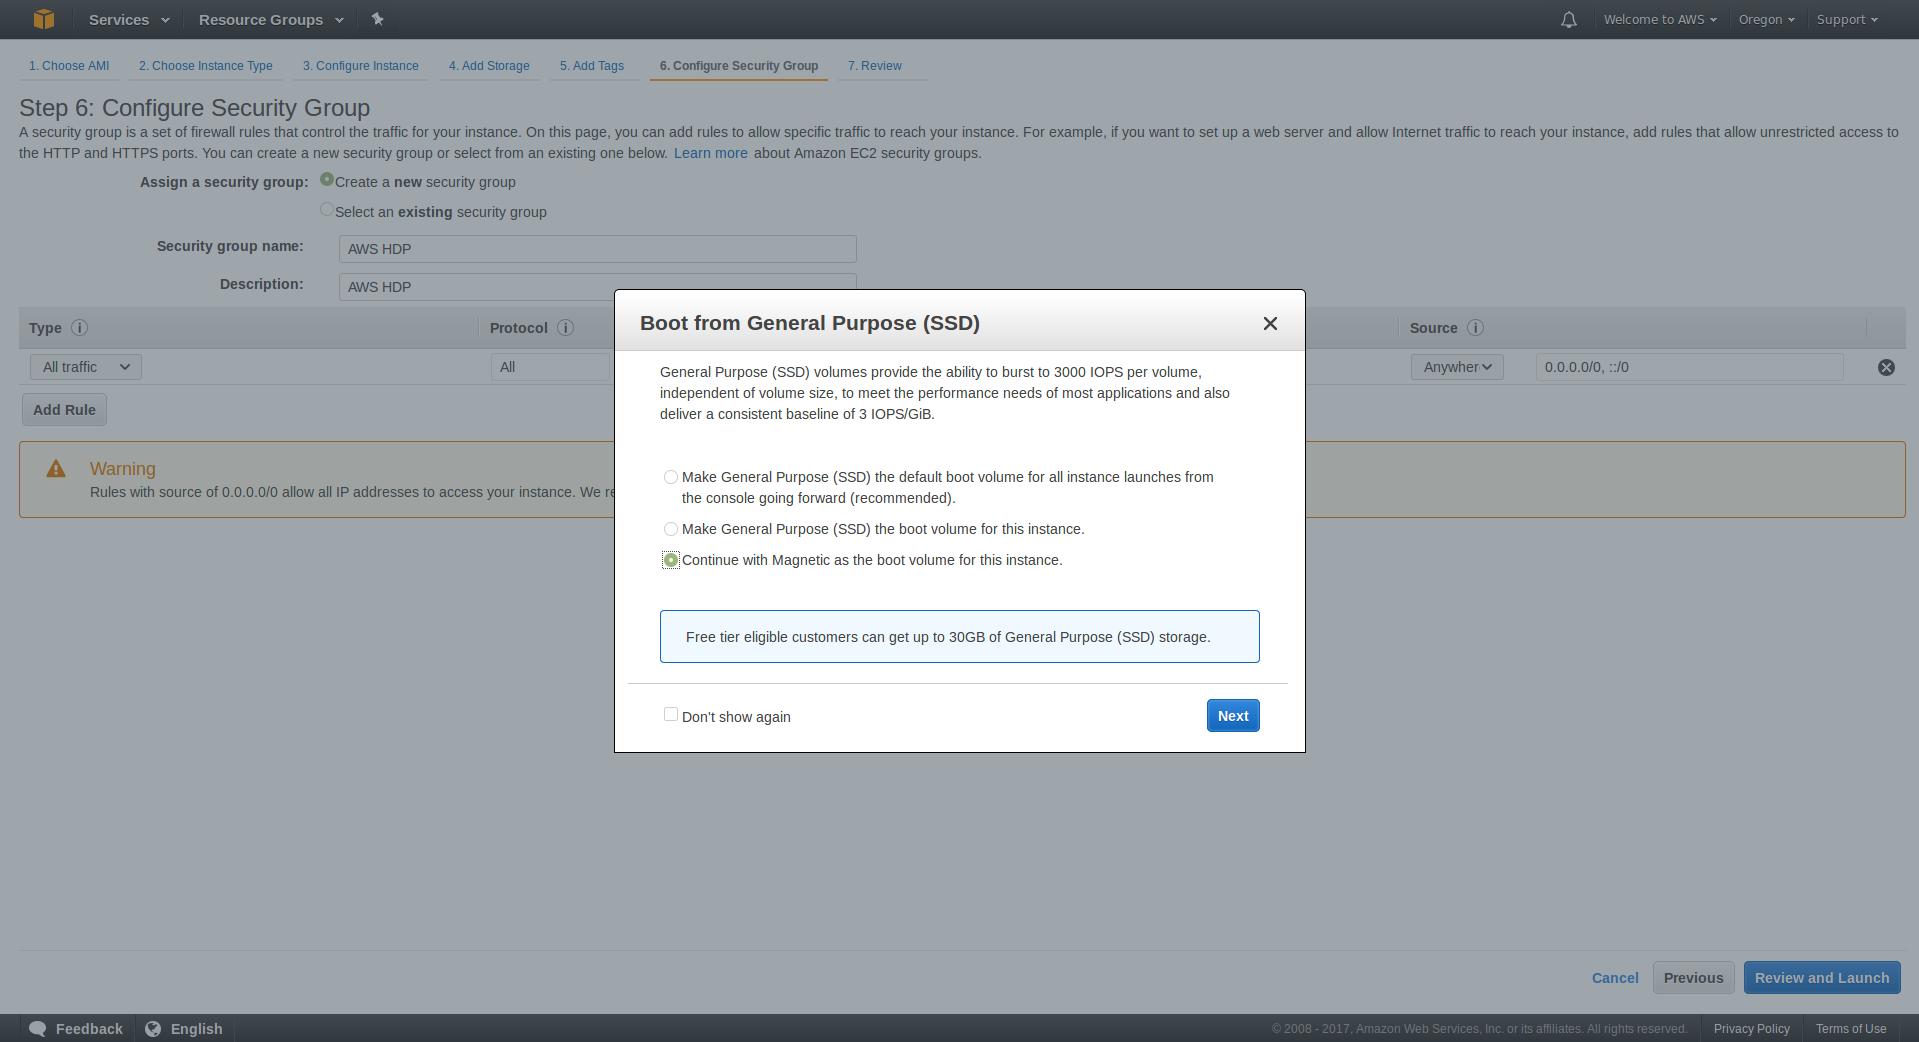 Services Resource Groups Welcome to AWS Oregon Support
1. Choose AMI 2. Choose Instance Type 3. Configure Instance 4. Add Storage 5. Add Tags 6. Configure Security Group 7. Review
Step 6: Configure Security Group
A security group is a set of firewall rules that control the traffic for your instance. On this page, you can add rules to allow specific traffic to reach your instance. For example, if you want to set up a web server and allow Internet traffic to reach your instance, add rules that allow unrestricted access to
the HTTP and HTTPS ports. You can create a new security group or select from an existing one below. Learn more about Amazon EC2 security groups.
Assign a security group: Create a new security group
Select an existing security group
Security group name: AWS HDP
Description: AWS HDP
Type Protocol Source
All traffic All Anywher 0.0.0.0/0, ::/0
Add Rule
Warning
Rules with source of 0.0.0.0/0 allow all IP addresses to access your instance. We re
Boot from General Purpose (SSD)
General Purpose (SSD) volumes provide the ability to burst to 3000 IOPS per volume,
independent of volume size, to meet the performance needs of most applications and also
deliver a consistent baseline of 3 IOPS/GiB.
Make General Purpose (SSD) the default boot volume for all instance launches from
the console going forward (recommended).
Make General Purpose (SSD) the boot volume for this instance.
Continue with Magnetic as the boot volume for this instance.
Free tier eligible customers can get up to 30GB of General Purpose (SSD) storage.
Don't show again Next
Cancel Previous Review and Launch
Feedback English © 2008 - 2017, Amazon Web Services, Inc. or its affiliates. All rights reserved. Privacy Policy Terms of Use